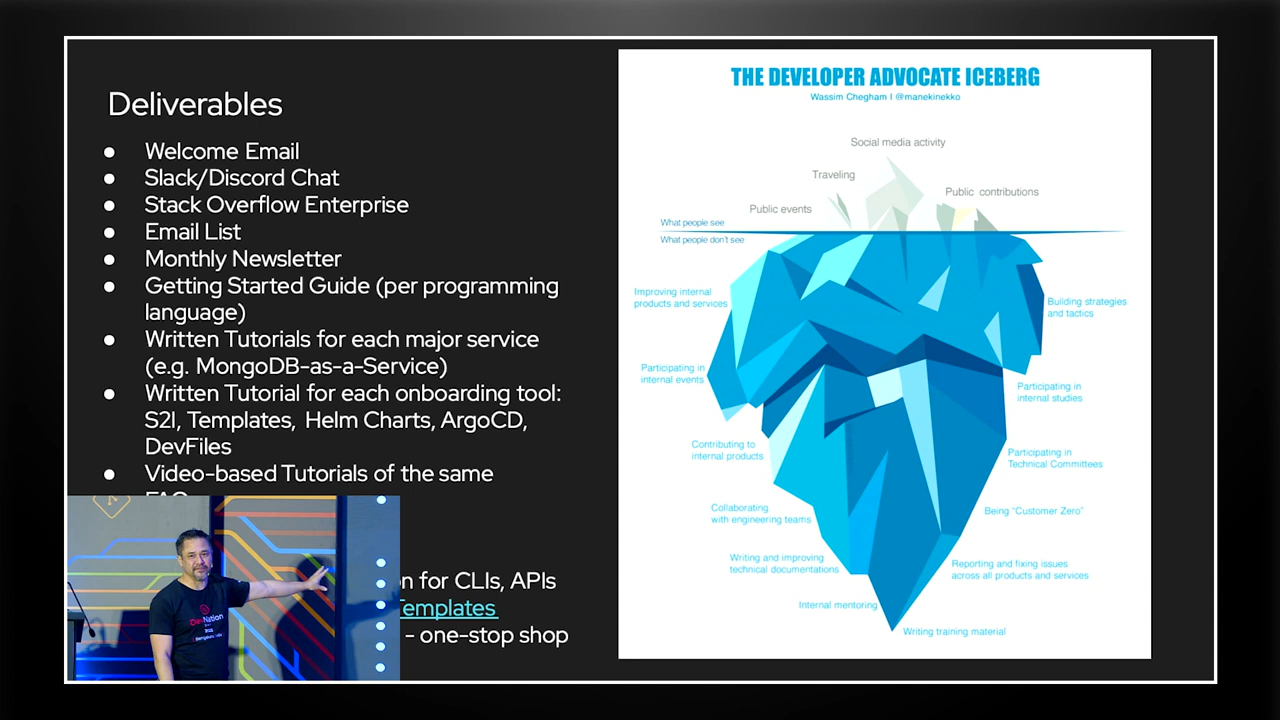 Deliverables
● Welcome Email
● Slack/Discord Chat
● Stack Overflow Enterprise
● Email List
● Monthly Newsletter
● Getting Started Guide (per programming
language)
● Written Tutorials for each major service
(e.g. MongoDB-as-a-Service)
● Written Tutorial for each onboarding tool:
S2I, Templates, Helm Charts, ArgoCD,
DevFiles
● Video-based Tutorials of the same
on for CLIs, APIs
Templates
- one-stop shop
THE DEVELOPER ADVOCATE ICEBERG
Wassim Chegham | @manekinekko
Social media activity
Traveling
Public contributions
Public events
What people see
What people don't see
Improving internal
products and services
Building strategies
and tactics
Participating in
internal events
Participating in
internal studies
Contributing to
internal products
Participating in
Technical Committees
Collaborating
with engineering teams
Being "Customer Zero"
Writing and improving
technical documentations
Reporting and fixing issues
across all products and services
Internal mentoring
Writing training material